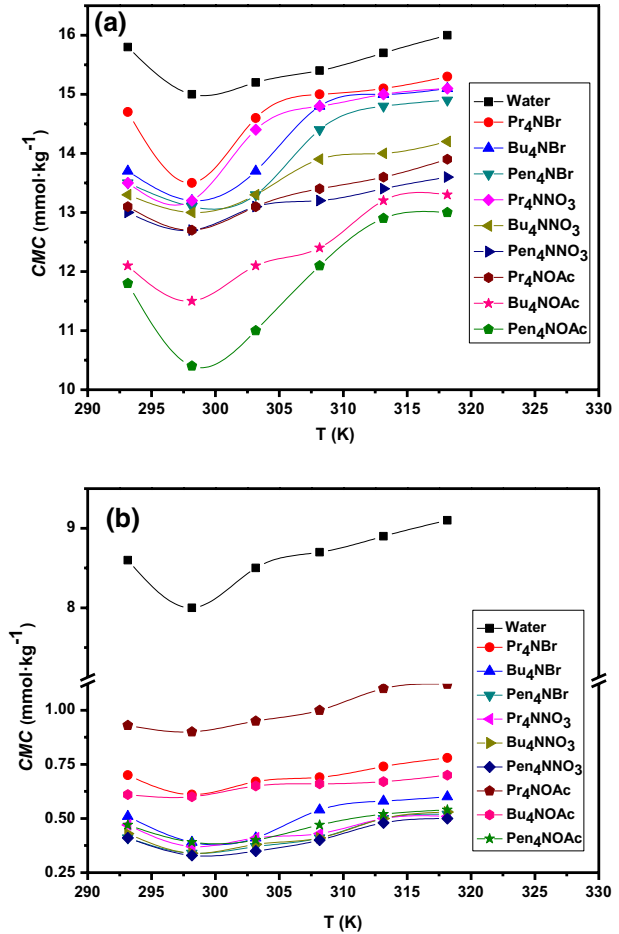 (a)
16
15
14
13
12
11
10
CMC (mmol·kg⁻¹)
Water
Pr₄NBr
Bu₄NBr
Pen₄NBr
Pr₄NNO₃
Bu₄NNO₃
Pen₄NNO₃
Pr₄NOAc
Bu₄NOAc
Pen₄NOAc
290 295 300 305 310 315 320 325 330
T (K)
(b)
9
8
1.00
0.75
0.50
0.25
CMC (mmol·kg⁻¹)
Water
Pr₄NBr
Bu₄NBr
Pen₄NBr
Pr₄NNO₃
Bu₄NNO₃
Pen₄NNO₃
Pr₄NOAc
Bu₄NOAc
Pen₄NOAc
290 295 300 305 310 315 320 325 330
T (K)